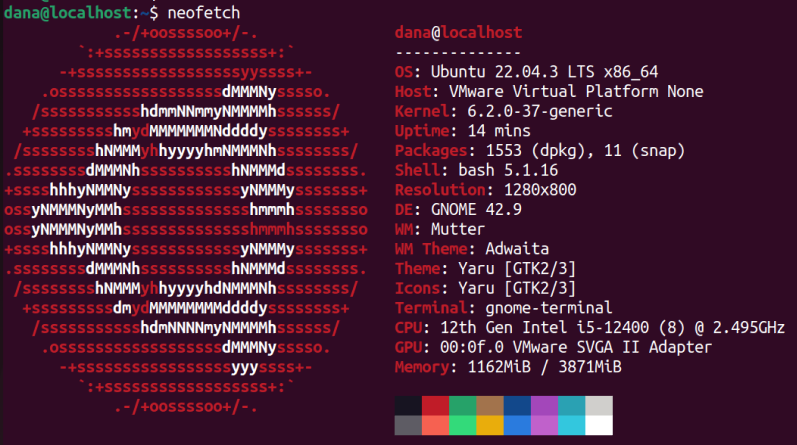 dana@localhost:~$ neofetch
            .-/+oossssoo+/-.               dana@localhost
        `:+ssssssssssssssssss+:`           --------------
      -+ssssssssssssssssssyyssss+-         OS: Ubuntu 22.04.3 LTS x86_64
    .ossssssssssssssssssdMMMNysssso.       Host: VMware Virtual Platform None
   /ssssssssssshdmmNNmmyNMMMMhssssss/      Kernel: 6.2.0-37-generic
  +ssssssssshmydMMMMMMMNddddyssssssss+     Uptime: 14 mins
 /sssssssshNMMMyhhyyyyhmNMMMNhssssssss/    Packages: 1553 (dpkg), 11 (snap)
.ssssssssdMMMNhsssssssssshNMMMdssssssss.   Shell: bash 5.1.16
+sssshhhyNMMNyssssssssssssyNMMMysssssss+   Resolution: 1280x800
ossyNMMMNyMMhsssssssssssssshmmmhssssssso   DE: GNOME 42.9
ossyNMMMNyMMhsssssssssssssshmmmhssssssso   WM: Mutter
+sssshhhyNMMNyssssssssssssyNMMMysssssss+   WM Theme: Adwaita
.ssssssssdMMMNhsssssssssshNMMMdssssssss.   Theme: Yaru [GTK2/3]
 /sssssssshNMMMyhhyyyyhdNMMMNhssssssss/    Icons: Yaru [GTK2/3]
  +sssssssssdmydMMMMMMMMddddyssssssss+     Terminal: gnome-terminal
   /ssssssssssshdmNNNNmyNMMMMhssssss/      CPU: 12th Gen Intel i5-12400 (8) @ 2.495GHz
    .ossssssssssssssssssdMMMNysssso.       GPU: 00:0f.0 VMware SVGA II Adapter
      -+sssssssssssssssssyyyssss+-         Memory: 1162MiB / 3871MiB
        `:+ssssssssssssssssss+:`
            .-/+oossssoo+/-.